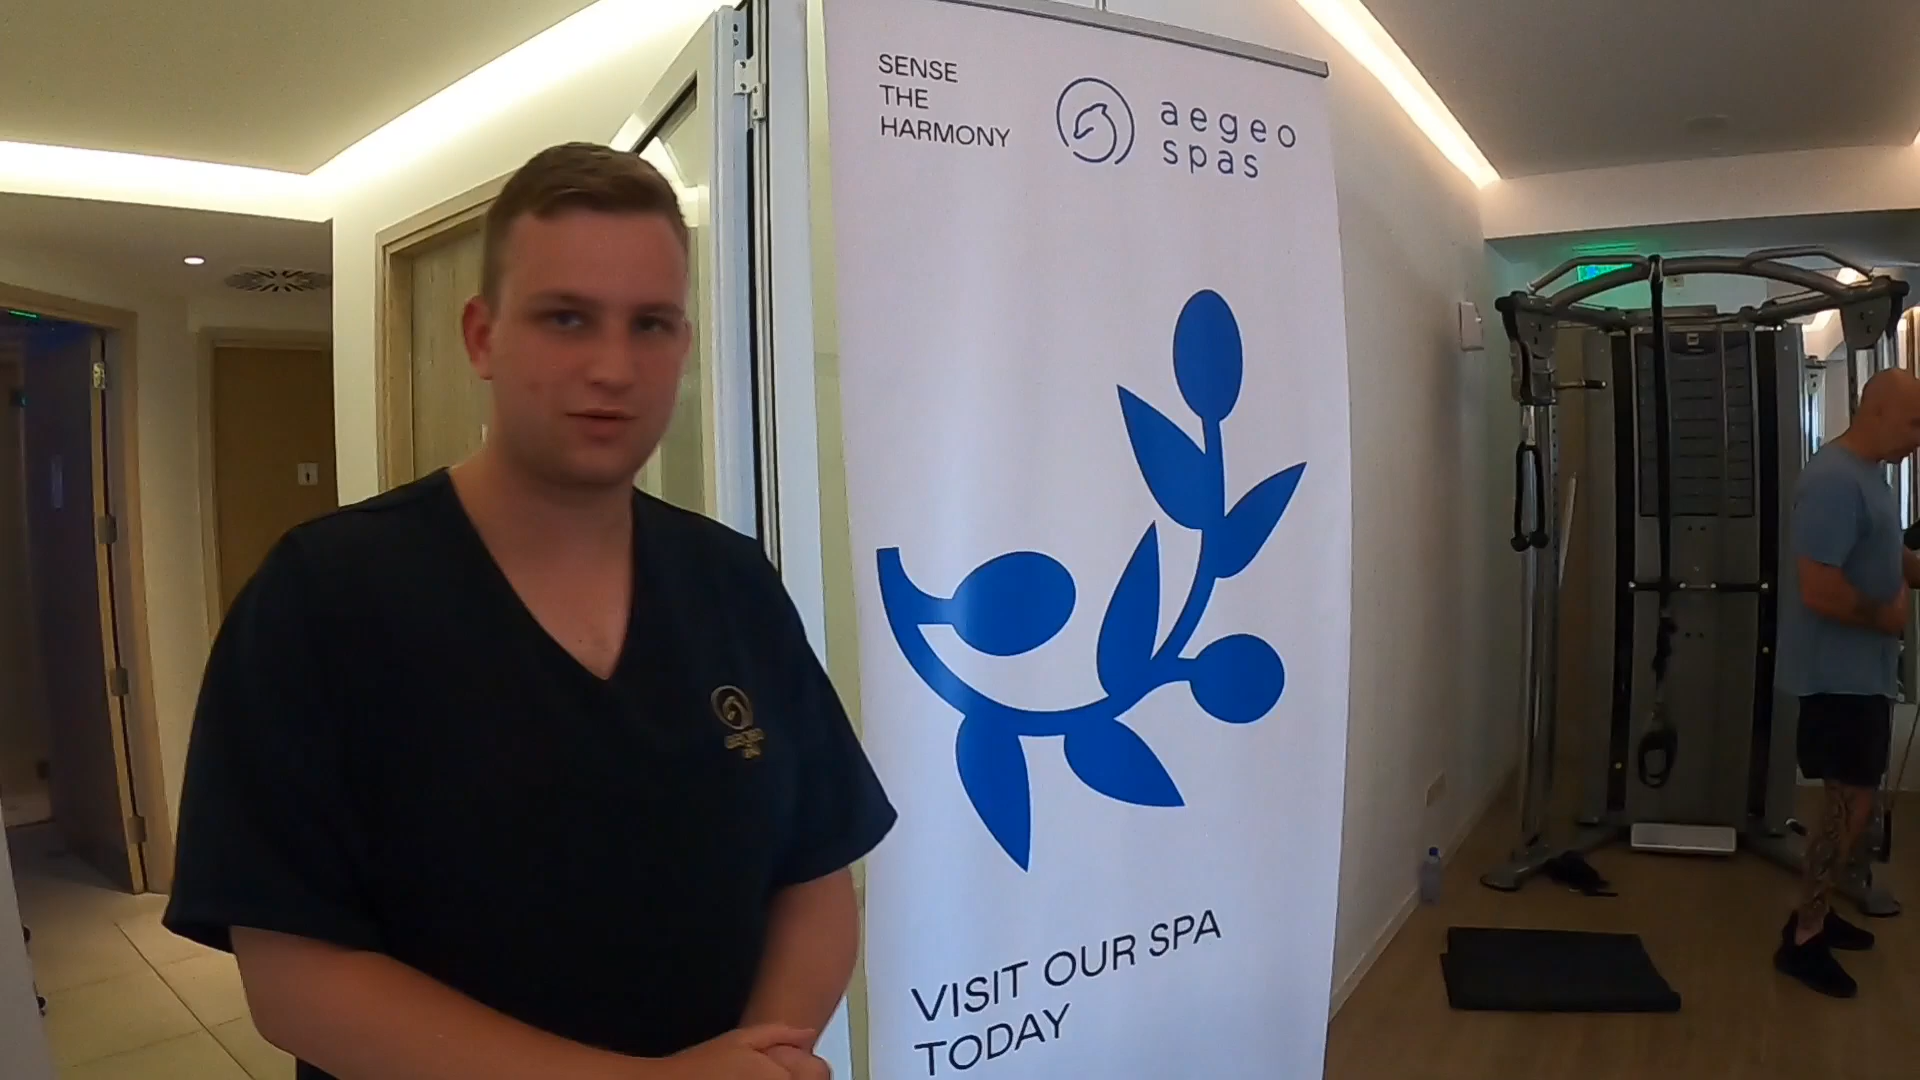 SENSE
THE
HARMONY
aegeo
spas
VISIT OUR SPA
TODAY